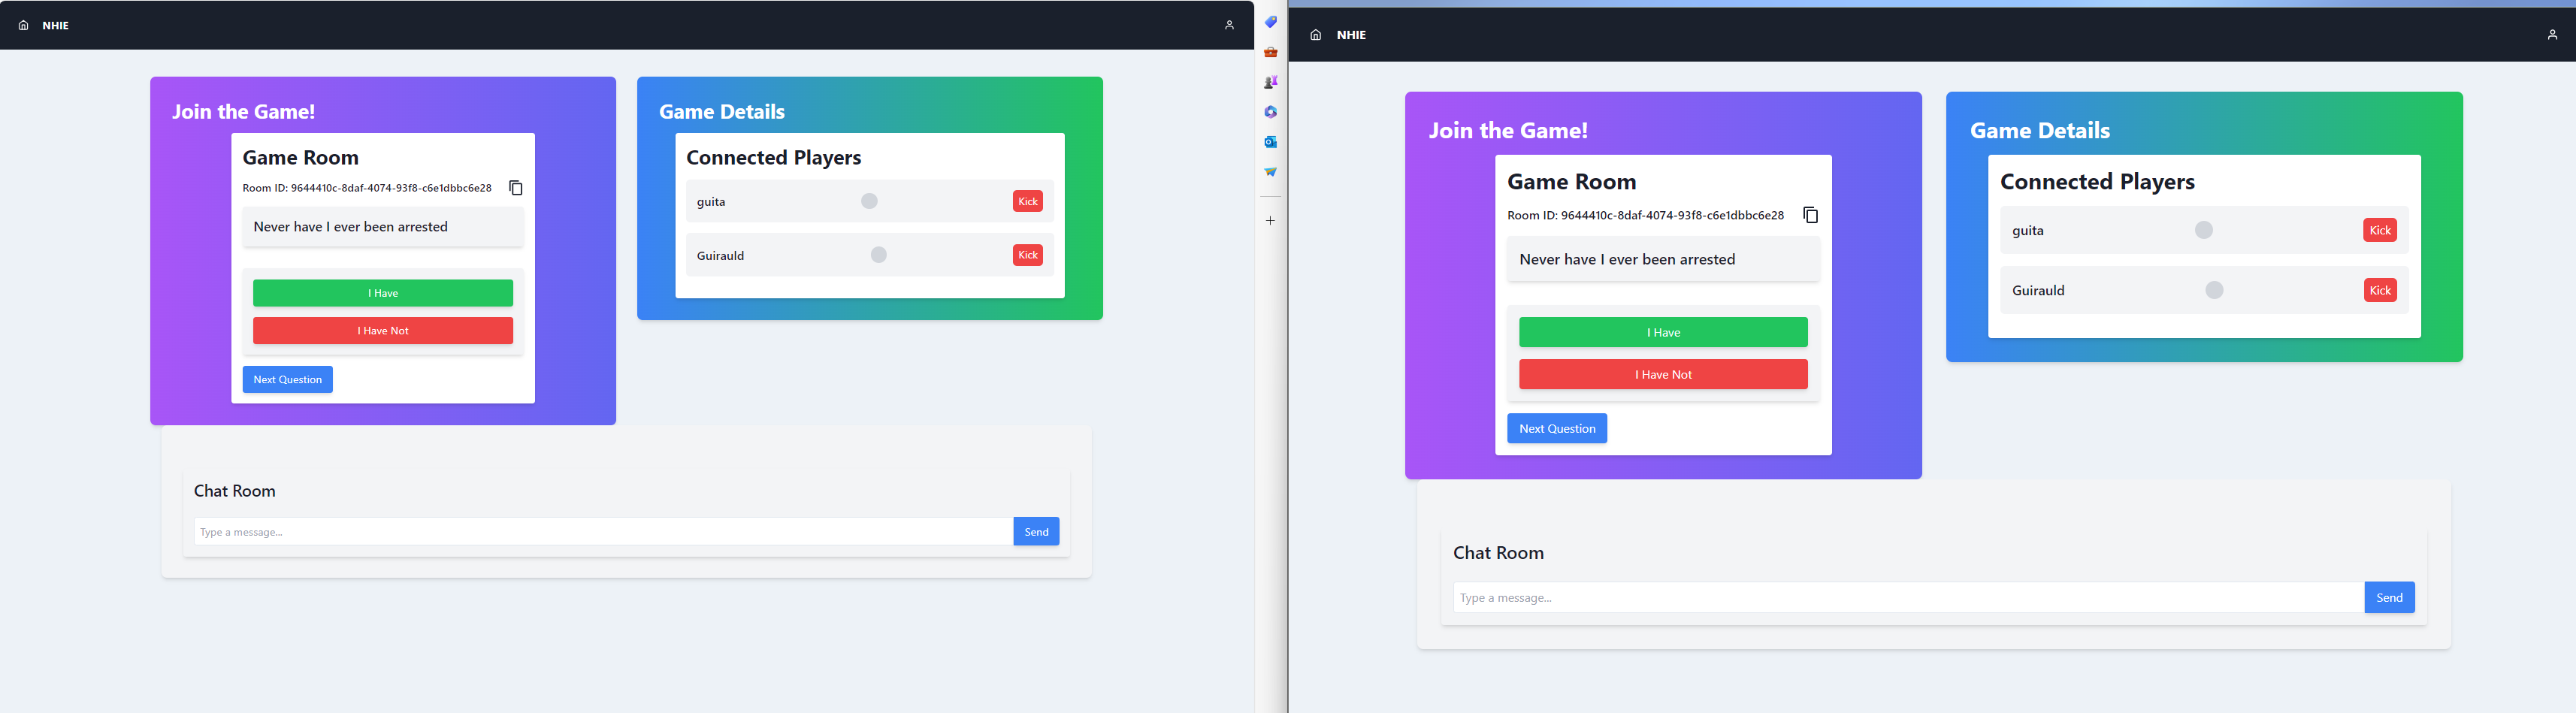 NHIE
Join the Game!
Game Room
Room ID: 9644410c-8daf-4074-93f8-c6e1dbbc6e28
Never have I ever been arrested
I Have
I Have Not
Next Question
Game Details
Connected Players
guita
Kick
Guirauld
Kick
Chat Room
Type a message...
Send
NHIE
Join the Game!
Game Room
Room ID: 9644410c-8daf-4074-93f8-c6e1dbbc6e28
Never have I ever been arrested
I Have
I Have Not
Next Question
Game Details
Connected Players
guita
Kick
Guirauld
Kick
Chat Room
Type a message...
Send